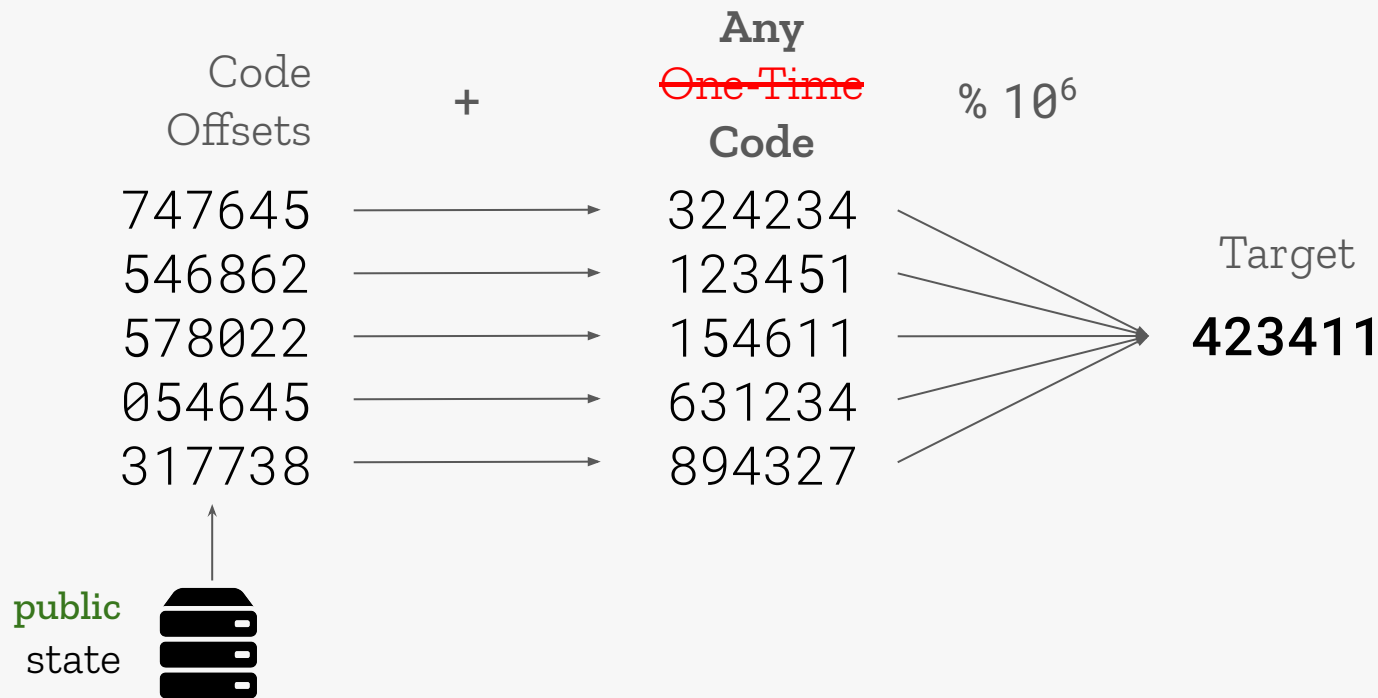 Code
Offsets
+
Any
One-Time
Code
% 10⁶
747645
546862
578022
054645
317738
324234
123451
154611
631234
894327
Target
423411
public
state